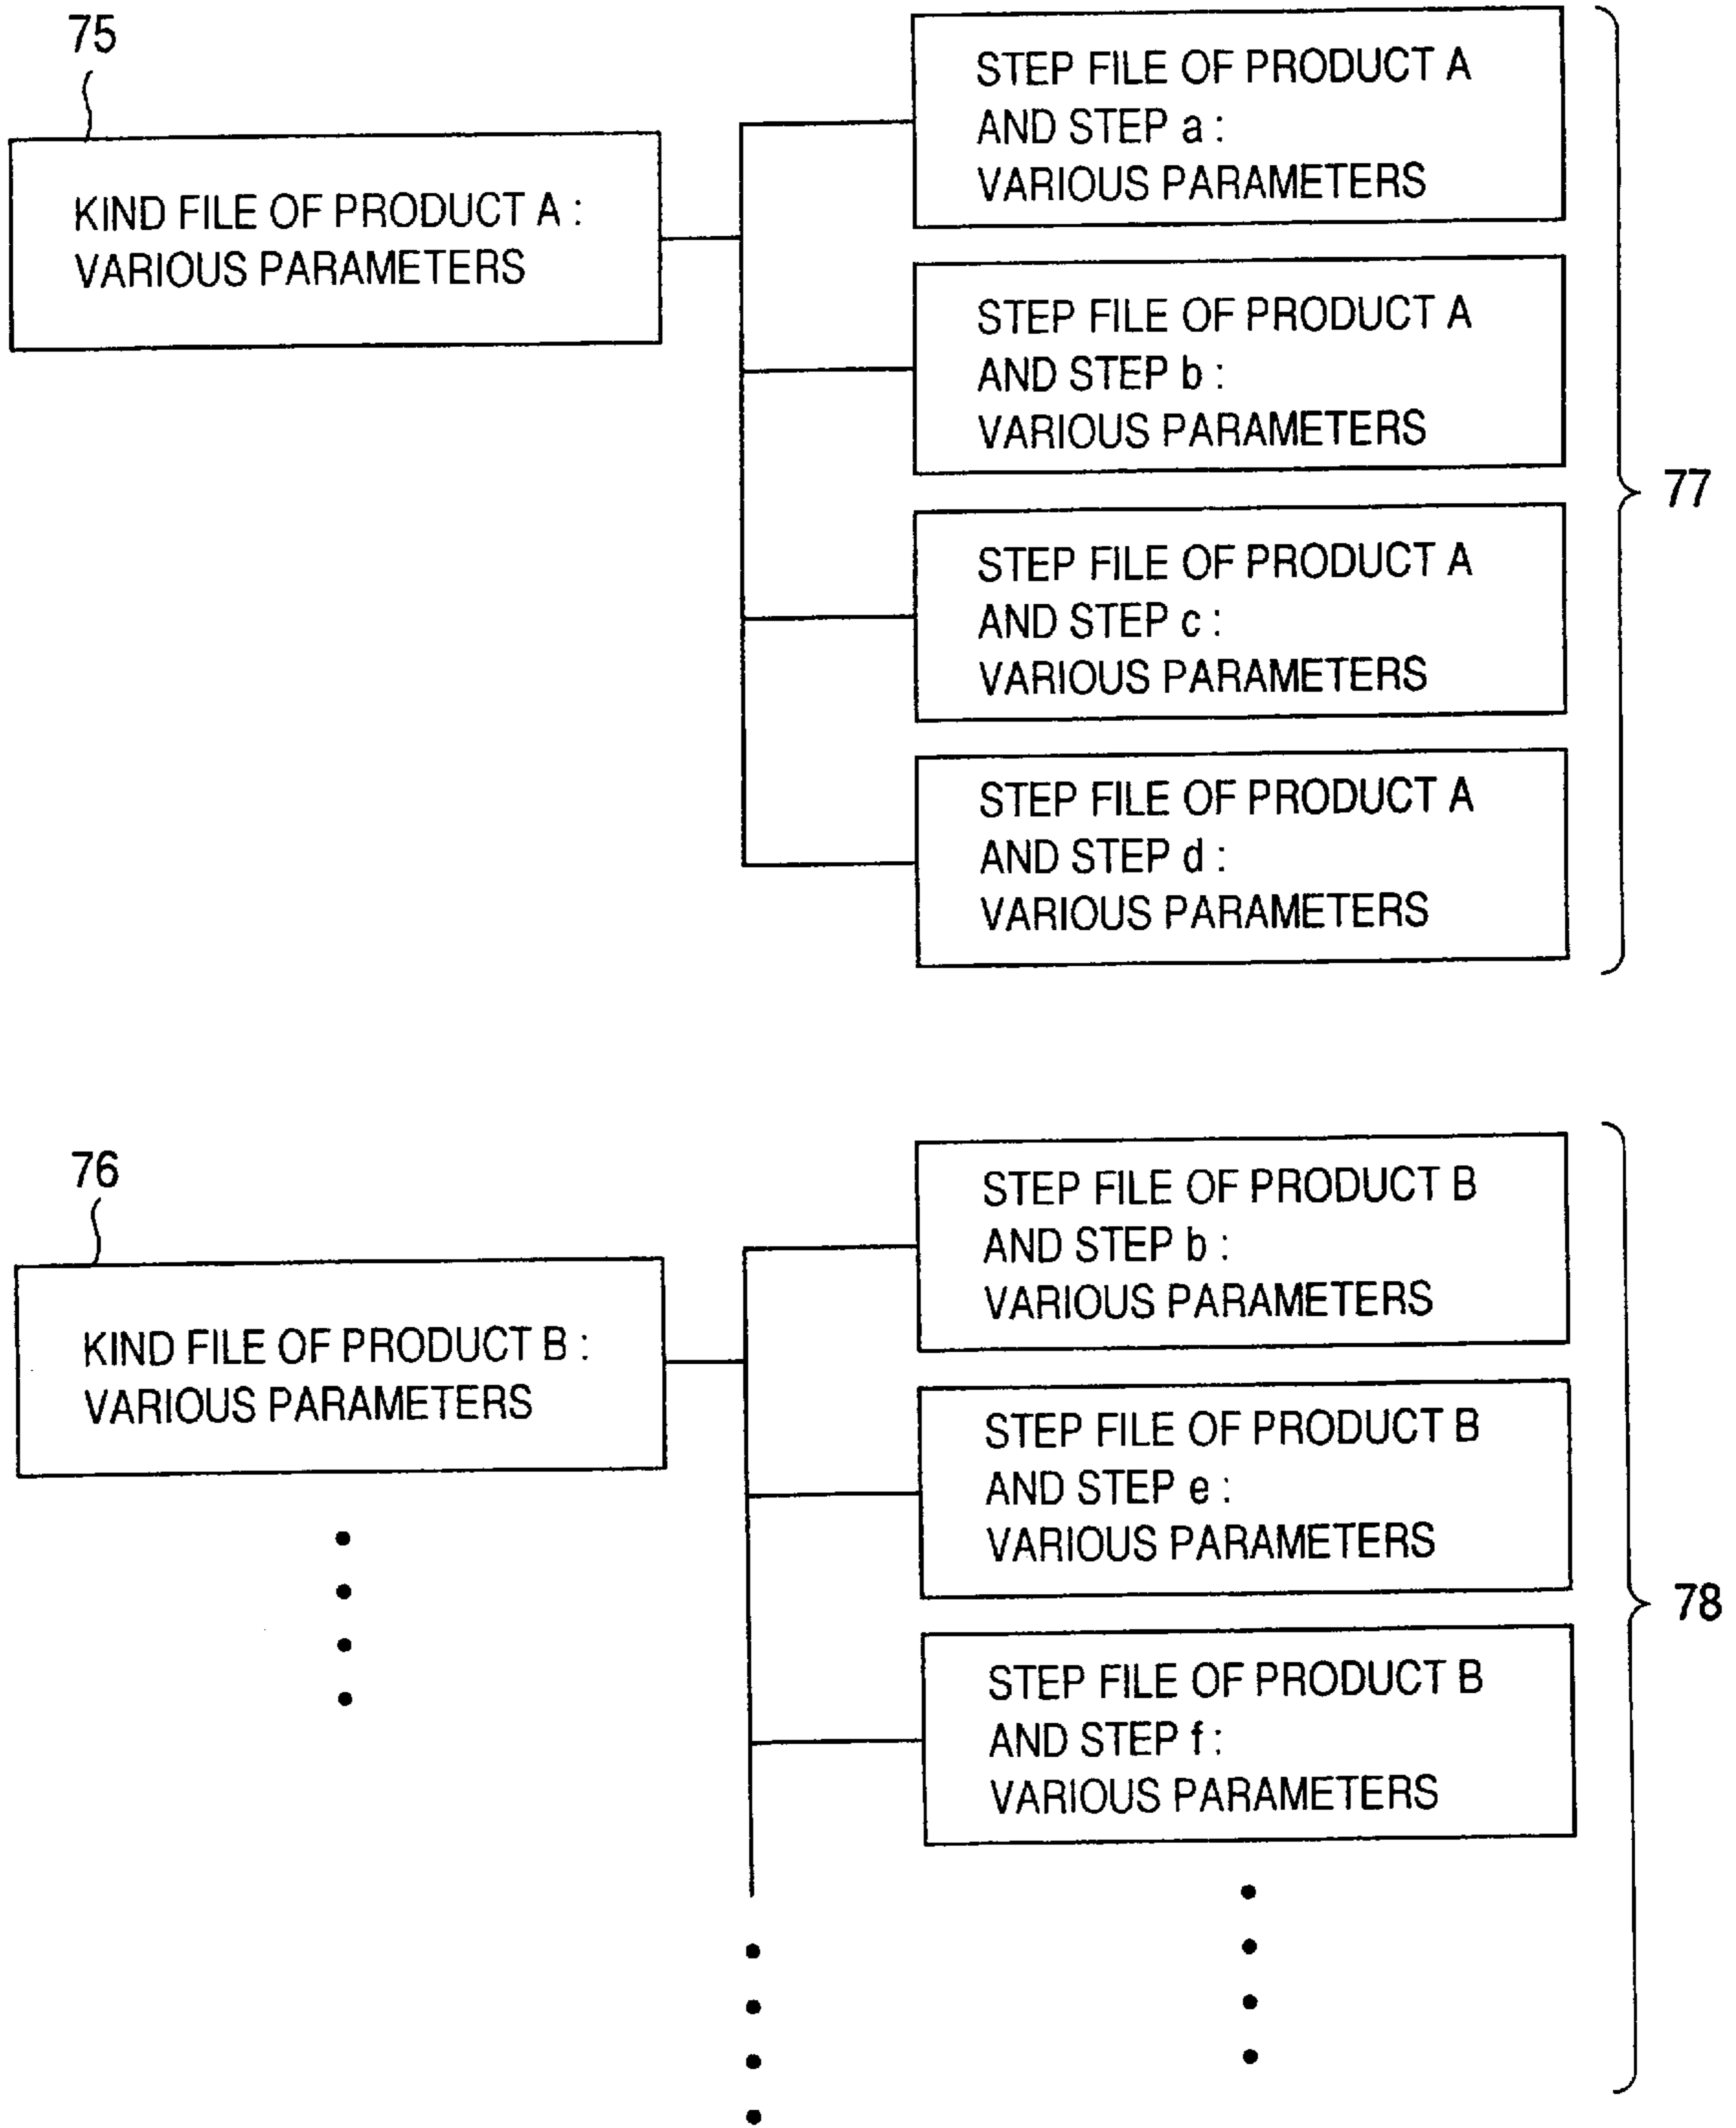 75
KIND FILE OF PRODUCT A :
VARIOUS PARAMETERS
STEP FILE OF PRODUCT A
AND STEP a :
VARIOUS PARAMETERS
STEP FILE OF PRODUCT A
AND STEP b :
VARIOUS PARAMETERS
STEP FILE OF PRODUCT A
AND STEP c :
VARIOUS PARAMETERS
STEP FILE OF PRODUCT A
AND STEP d :
VARIOUS PARAMETERS
77
76
KIND FILE OF PRODUCT B :
VARIOUS PARAMETERS
STEP FILE OF PRODUCT B
AND STEP b :
VARIOUS PARAMETERS
STEP FILE OF PRODUCT B
AND STEP e :
VARIOUS PARAMETERS
STEP FILE OF PRODUCT B
AND STEP f :
VARIOUS PARAMETERS
78